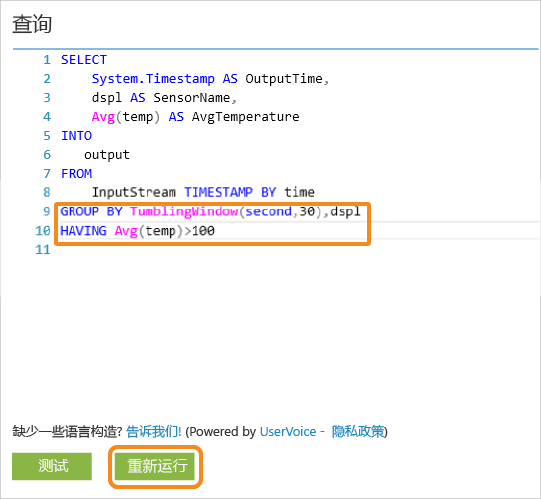 查询
1 SELECT
2 System.Timestamp AS OutputTime,
3 dspl AS SensorName,
4 Avg(temp) AS AvgTemperature
5 INTO
6 output
7 FROM
8 InputStream TIMESTAMP BY time
9 GROUP BY TumblingWindow(second,30),dspl
10 HAVING Avg(temp)>100
11
缺少一些语言构造? 告诉我们! (Powered by UserVoice - 隐私政策)
测试 重新运行